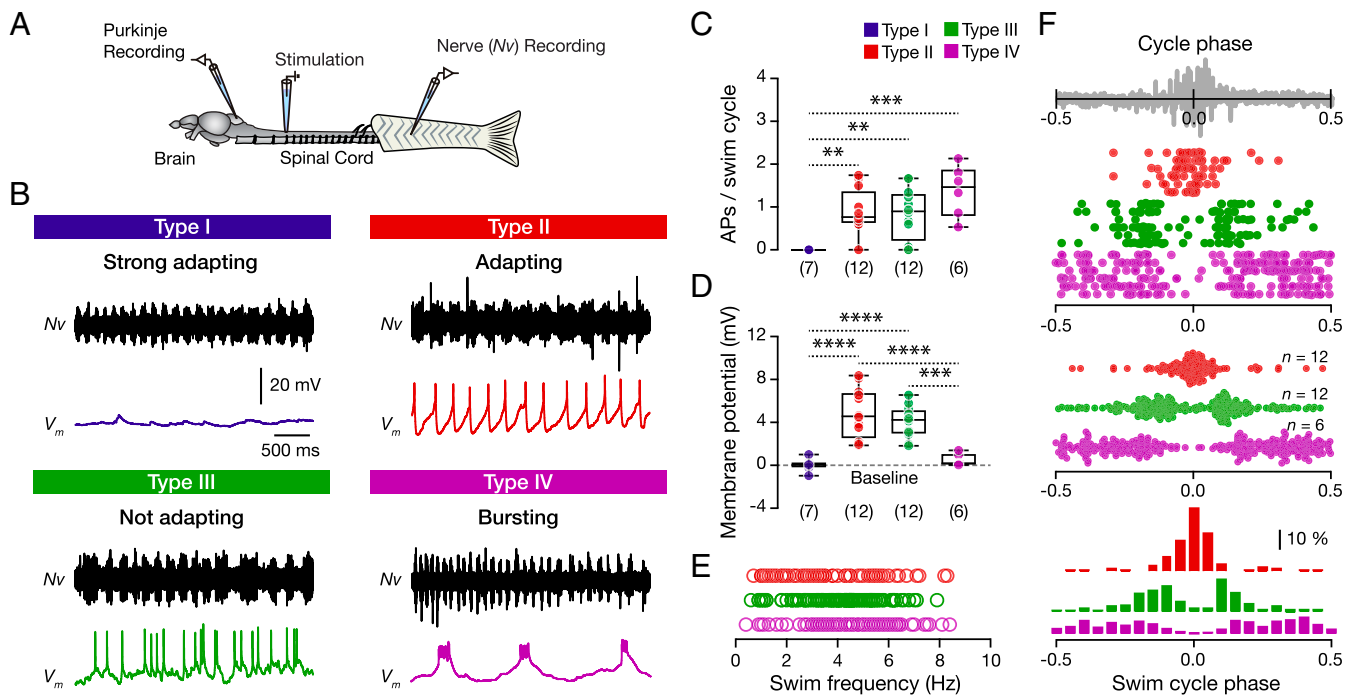 A
Purkinje
Recording
Stimulation
Nerve (Nv) Recording
Brain
Spinal Cord
B
Type I
Strong adapting
Nv
20 mV
Vm
500 ms
Type II
Adapting
Nv
Vm
Type III
Not adapting
Nv
Vm
Type IV
Bursting
Nv
Vm
C
Type I
Type II
Type III
Type IV
APs / swim cycle
4
3
2
1
0
***
**
**
(7) (12) (12) (6)
D
Membrane potential (mV)
12
8
4
0
-4
****
**** ****
***
Baseline
(7) (12) (12) (6)
E
0 2 4 6 8 10
Swim frequency (Hz)
F
Cycle phase
-0.5 0.0 0.5
-0.5 0.0 0.5
n = 12
n = 12
n = 6
-0.5 0.0 0.5
10 %
-0.5 0.0 0.5
Swim cycle phase